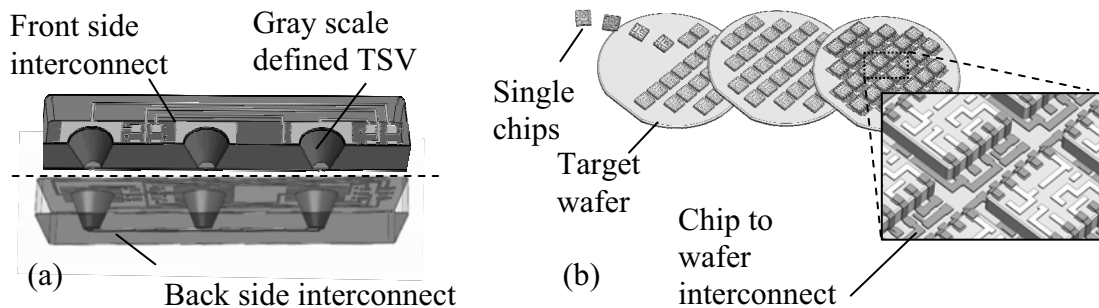 Front side
interconnect
Gray scale
defined TSV
(a)
Back side interconnect
Single
chips
Target
wafer
(b)
Chip to
wafer
interconnect